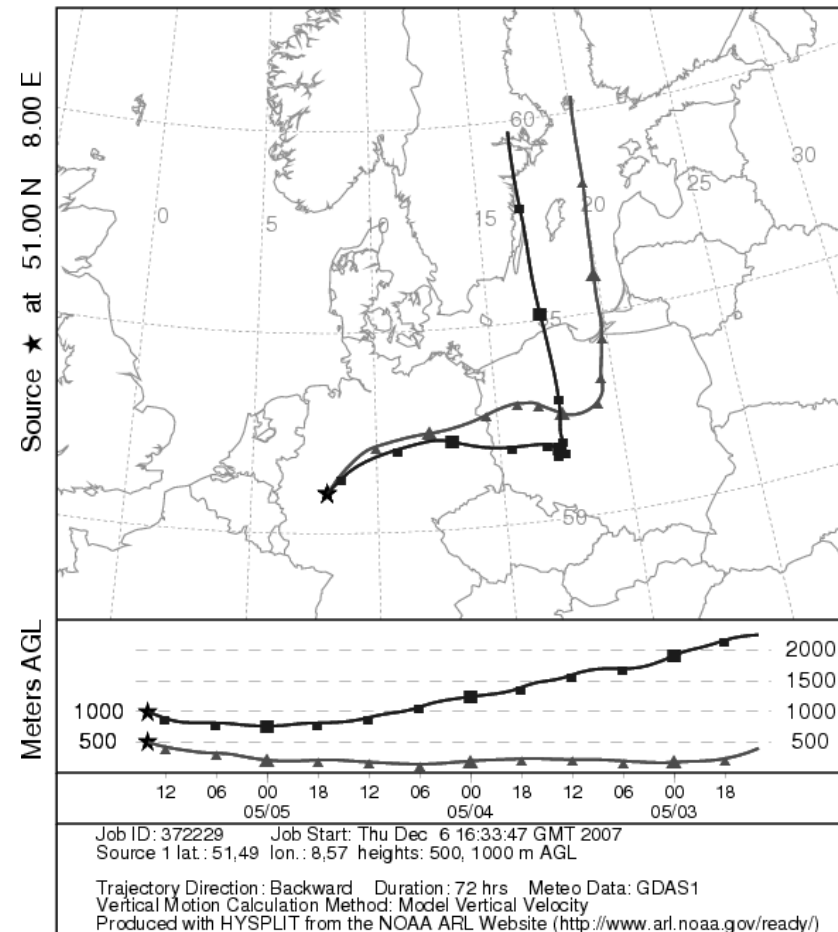 Source ★ at 51.00 N 8.00 E
60
30
25
20
15
10
5
0
50
Meters AGL
2000
1500
1000
1000
500
500
12 06 00 18 12 06 00 18 12 06 00 18
05/05 05/04 05/03
Job ID: 372229 Job Start: Thu Dec 6 16:33:47 GMT 2007
Source 1 lat.: 51,49 lon.: 8,57 heights: 500, 1000 m AGL
Trajectory Direction: Backward Duration: 72 hrs Meteo Data: GDAS1
Vertical Motion Calculation Method: Model Vertical Velocity
Produced with HYSPLIT from the NOAA ARL Website (http://www.arl.noaa.gov/ready/)